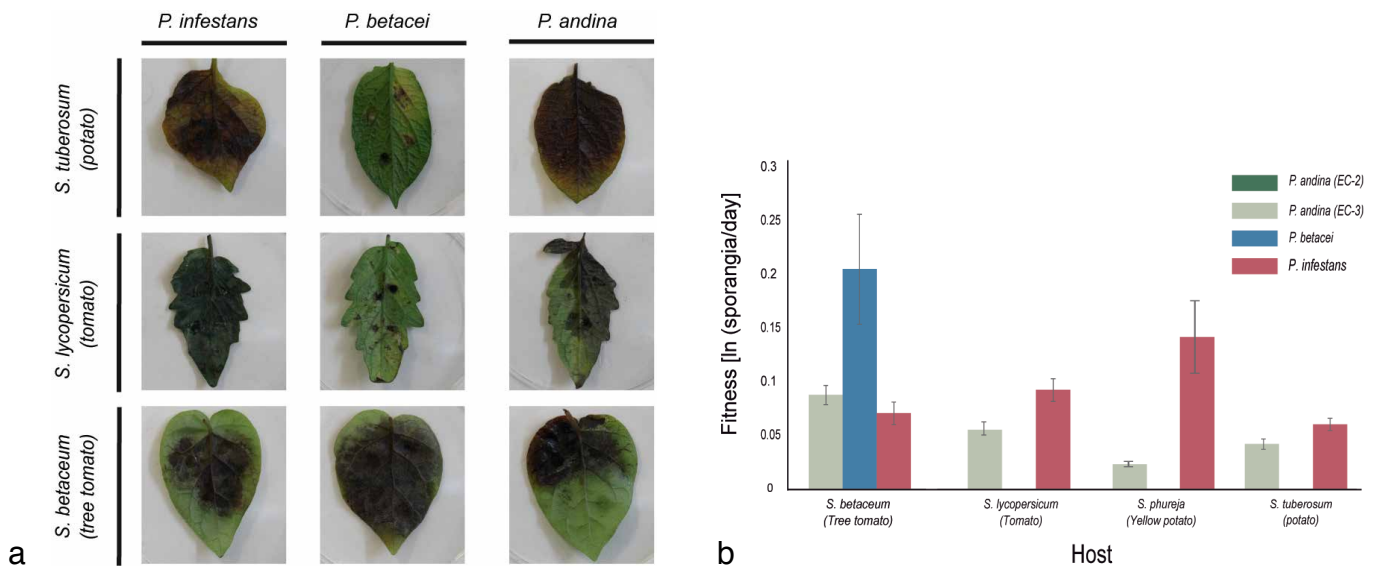 P. infestans
P. betacei
P. andina
S. tuberosum
(potato)
S. lycopersicum
(tomato)
S. betaceum
(tree tomato)
a
0.3
0.25
0.2
0.15
0.1
0.05
0
Fitness [ln (sporangia/day]
P. andina (EC-2)
P. andina (EC-3)
P. betacei
P. infestans
S. betaceum
(Tree tomato)
S. lycopersicum
(Tomato)
S. phureja
(Yellow potato)
S. tuberosum
(potato)
Host
b